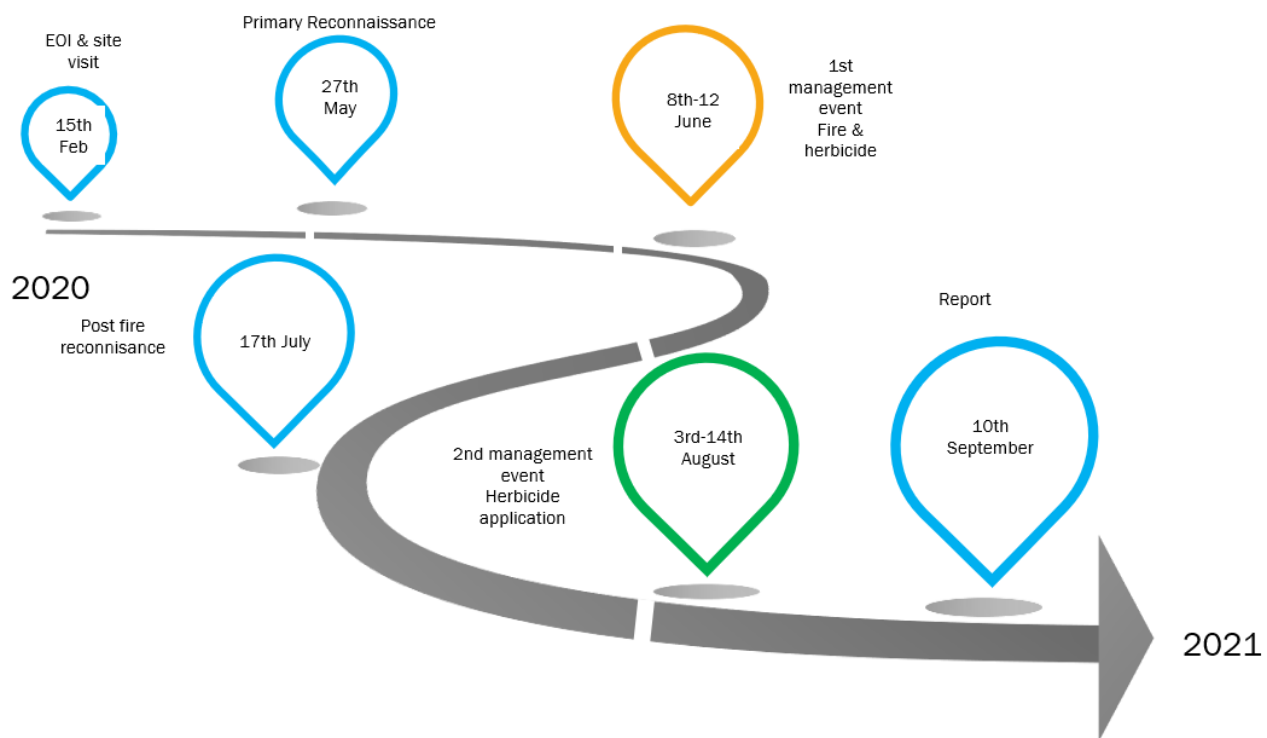 EOI & site
visit
15th
Feb
Primary Reconnaissance
27th
May
8th-12
June
1st
management
event
Fire &
herbicide
2020
Post fire
reconnisance
17th July
2nd management
event
Herbicide
application
3rd-14th
August
Report
10th
September
2021